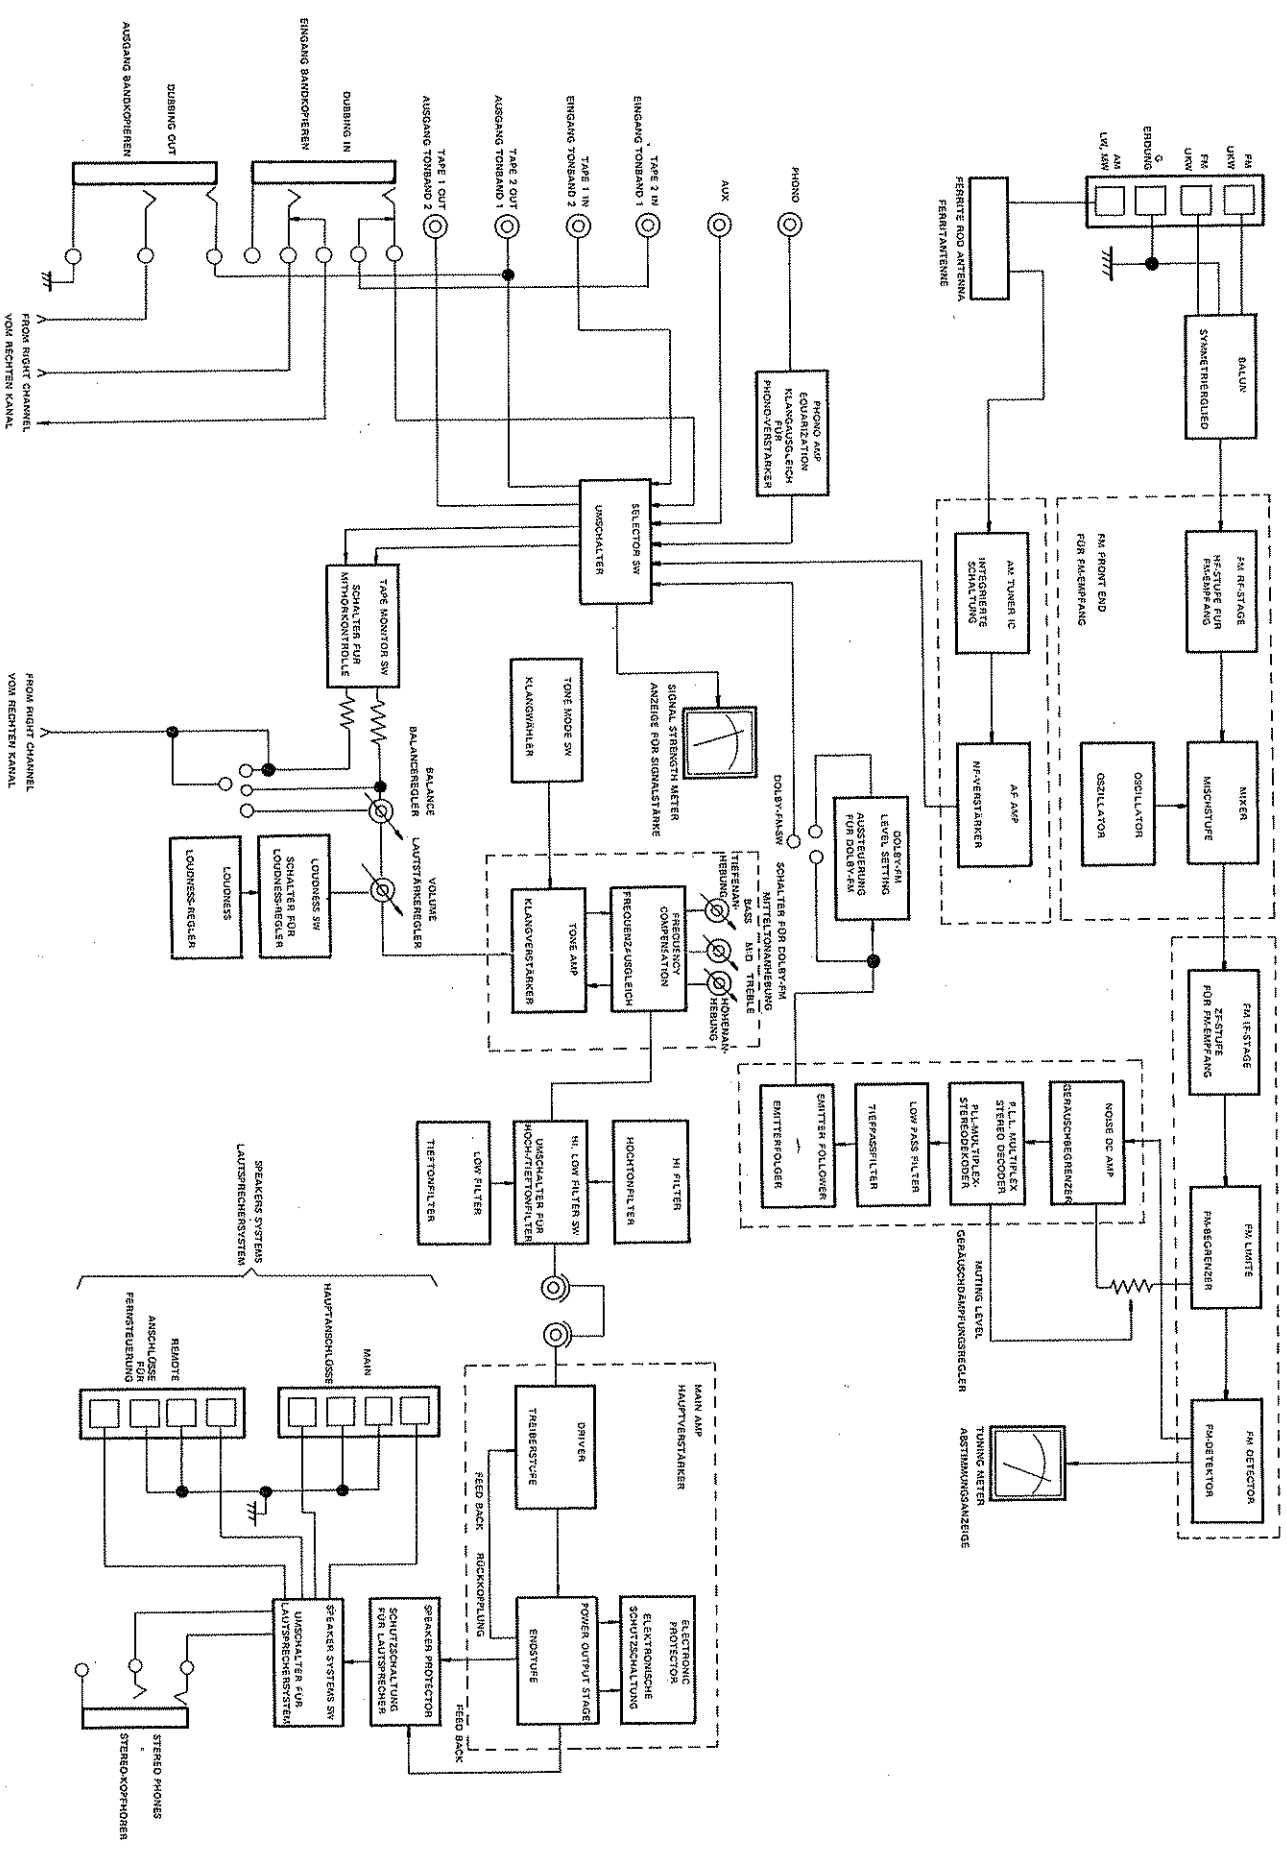 FM
UKW
FM
UKW
G
ERDUNG
AM
LW, MW
BALUN
SYMMETRIERGLIED
FM FRONT END
FÜR FM-EMPFANG
FM RF-STAGE
HF-STUFE FÜR
FM-EMPFANG
MIXER
MISCHSTUFE
OSCILLATOR
OSZILLATOR
FM IF-STAGE
ZF-STUFE
FÜR FM-EMPFANG
FM LIMITE
FM-BEGRENZER
FM DETECTOR
FM-DETEKTOR
FERRITE ROD ANTENNA
FERRITANTENNE
AM TUNER IC
INTEGRIERTE
SCHALTUNG
AF AMP
NF-VERSTÄRKER
NOISE DC AMP
GERÄUSCHBEGRENZER
P.L.L. MULTIPLEX
STEREO DECODER
PLL-MULTIPLEX-
STEREODEKODER
LOW PASS FILTER
TIEFPASSFILTER
EMITTER FOLLOWER
EMITTERFOLGER
MUTING LEVEL
GERÄUSCHDÄMPFUNGSREGLER
TUNING METER
ABSTIMMUNGSANZEIGE
PHONO
PHONO AMP
EQUARIZATION
KLANGAUSGLEICH
FÜR
PHONO-VERSTÄRKER
DOLBY-FM
LEVEL SETTING
AUSSTEUERUNG
FÜR DOLBY-FM
DOLBY-FM-SW
SCHALTER FÜR DOLBY-FM
AUX
TAPE 2 IN
EINGANG TONBAND 1
TAPE 1 IN
EINGANG TONBAND 2
TAPE 2 OUT
AUSGANG TONBAND 1
TAPE 1 OUT
AUSGANG TONBAND 2
SELECTOR SW
UMSCHALTER
SIGNAL STRENGTH METER
ANZEIGE FÜR SIGNALSTÄRKE
MITTELTONANHEBUNG
BASS MID TREBLE
TIEFENAN-
HEBUNG
HÖHENAN-
HEBUNG
FREQUENCY
COMPENSATION
FREQUENZAUSGLEICH
TONE MODE SW
KLANGWÄHLER
TONE AMP
KLANGVERSTÄRKER
HI FILTER
HOCHTONFILTER
HI, LOW FILTER SW
UMSCHALTER FÜR
HOCH-/TIEFTONFILTER
LOW FILTER
TIEFTONFILTER
MAIN AMP
HAUPTVERSTÄRKER
DRIVER
TREIBERSTUFE
ELECTRONIC
PROTECTOR
ELEKTRONISCHE
SCHUTZSCHALTUNG
POWER OUTPUT STAGE
ENDSTUFE
FEED BACK RÜCKKOPPLUNG
FEED BACK
DUBBING IN
EINGANG BANDKOPIEREN
DUBBING OUT
AUSGANG BANDKOPIEREN
TAPE MONITOR SW
SCHALTER FÜR
MITHÖRKONTROLLE
BALANCE
BALANCEREGLER
VOLUME
LAUTSTÄRKEREGLER
LOUDNESS SW
SCHALTER FÜR
LOUDNESS-REGLER
LOUDNESS
LOUDNESS-REGLER
SPEAKER PROTECTOR
SCHUTZSCHALTUNG
FÜR LAUTSPRECHER
SPEAKER SYSTEMS SW
UMSCHALTER FÜR
LAUTSPRECHERSYSTEM
SPEAKERS SYSTEMS
LAUTSPRECHERSYSTEM
MAIN
HAUPTANSCHLÜSSE
REMOTE
ANSCHLÜSSE
FÜR
FERNSTEUERUNG
STEREO PHONES
STEREO-KOPFHÖRER
FROM RIGHT CHANNEL
VOM RECHTEN KANAL
FROM RIGHT CHANNEL
VOM RECHTEN KANAL